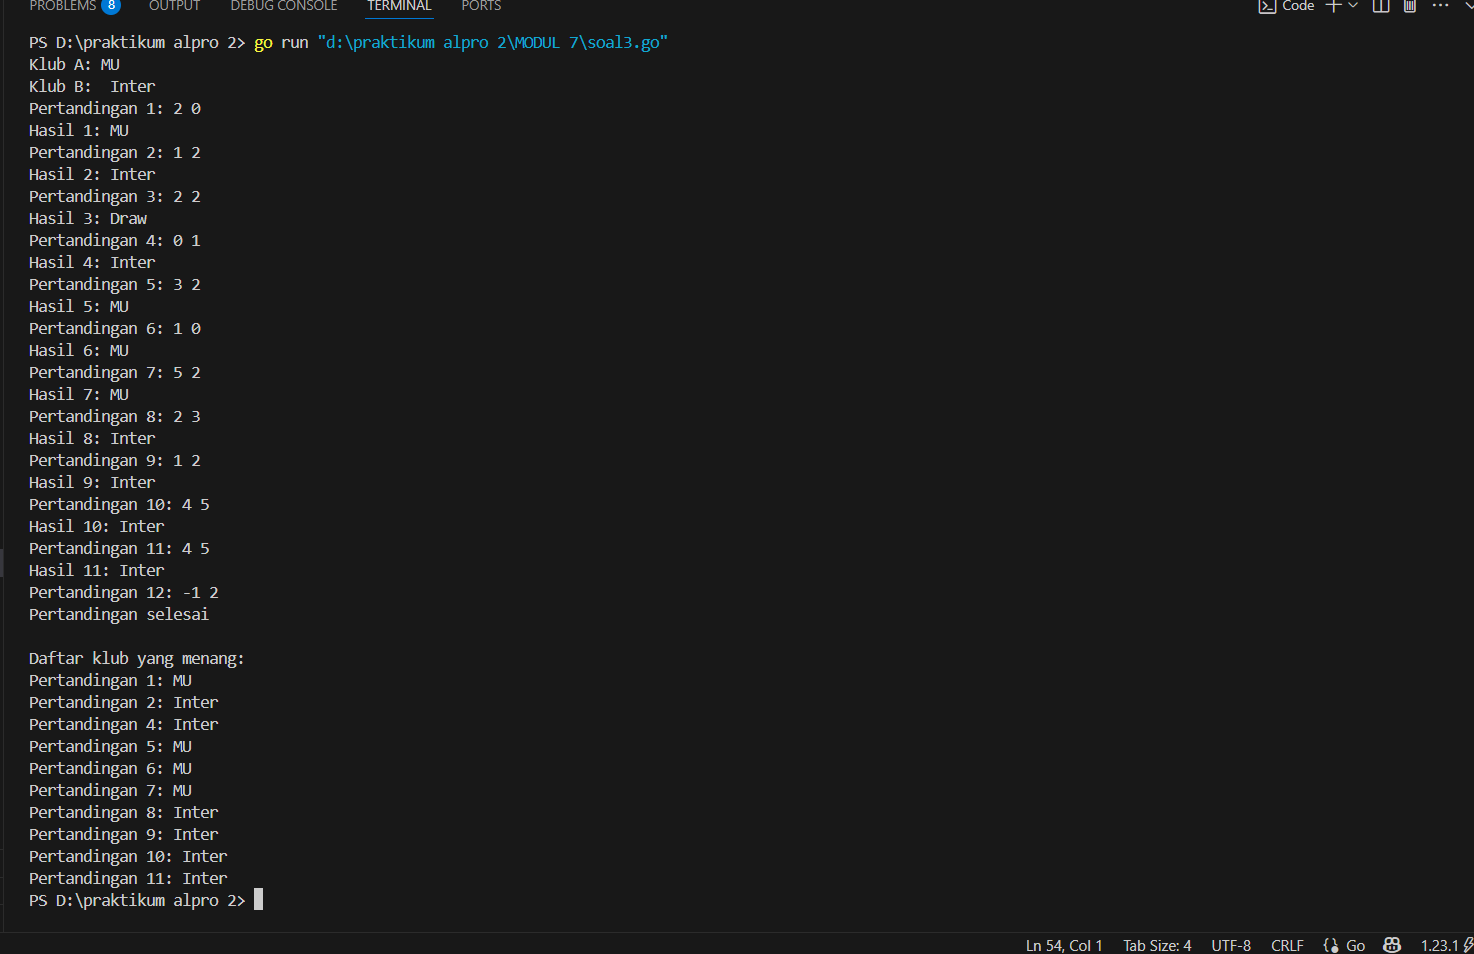 PROBLEMS 8 OUTPUT DEBUG CONSOLE TERMINAL PORTS Code
PS D:\praktikum alpro 2> go run "d:\praktikum alpro 2\MODUL 7\soal3.go"
Klub A: MU
Klub B:  Inter
Pertandingan 1: 2 0
Hasil 1: MU
Pertandingan 2: 1 2
Hasil 2: Inter
Pertandingan 3: 2 2
Hasil 3: Draw
Pertandingan 4: 0 1
Hasil 4: Inter
Pertandingan 5: 3 2
Hasil 5: MU
Pertandingan 6: 1 0
Hasil 6: MU
Pertandingan 7: 5 2
Hasil 7: MU
Pertandingan 8: 2 3
Hasil 8: Inter
Pertandingan 9: 1 2
Hasil 9: Inter
Pertandingan 10: 4 5
Hasil 10: Inter
Pertandingan 11: 4 5
Hasil 11: Inter
Pertandingan 12: -1 2
Pertandingan selesai
Daftar klub yang menang:
Pertandingan 1: MU
Pertandingan 2: Inter
Pertandingan 4: Inter
Pertandingan 5: MU
Pertandingan 6: MU
Pertandingan 7: MU
Pertandingan 8: Inter
Pertandingan 9: Inter
Pertandingan 10: Inter
Pertandingan 11: Inter
PS D:\praktikum alpro 2>
Ln 54, Col 1 Tab Size: 4 UTF-8 CRLF Go 1.23.1